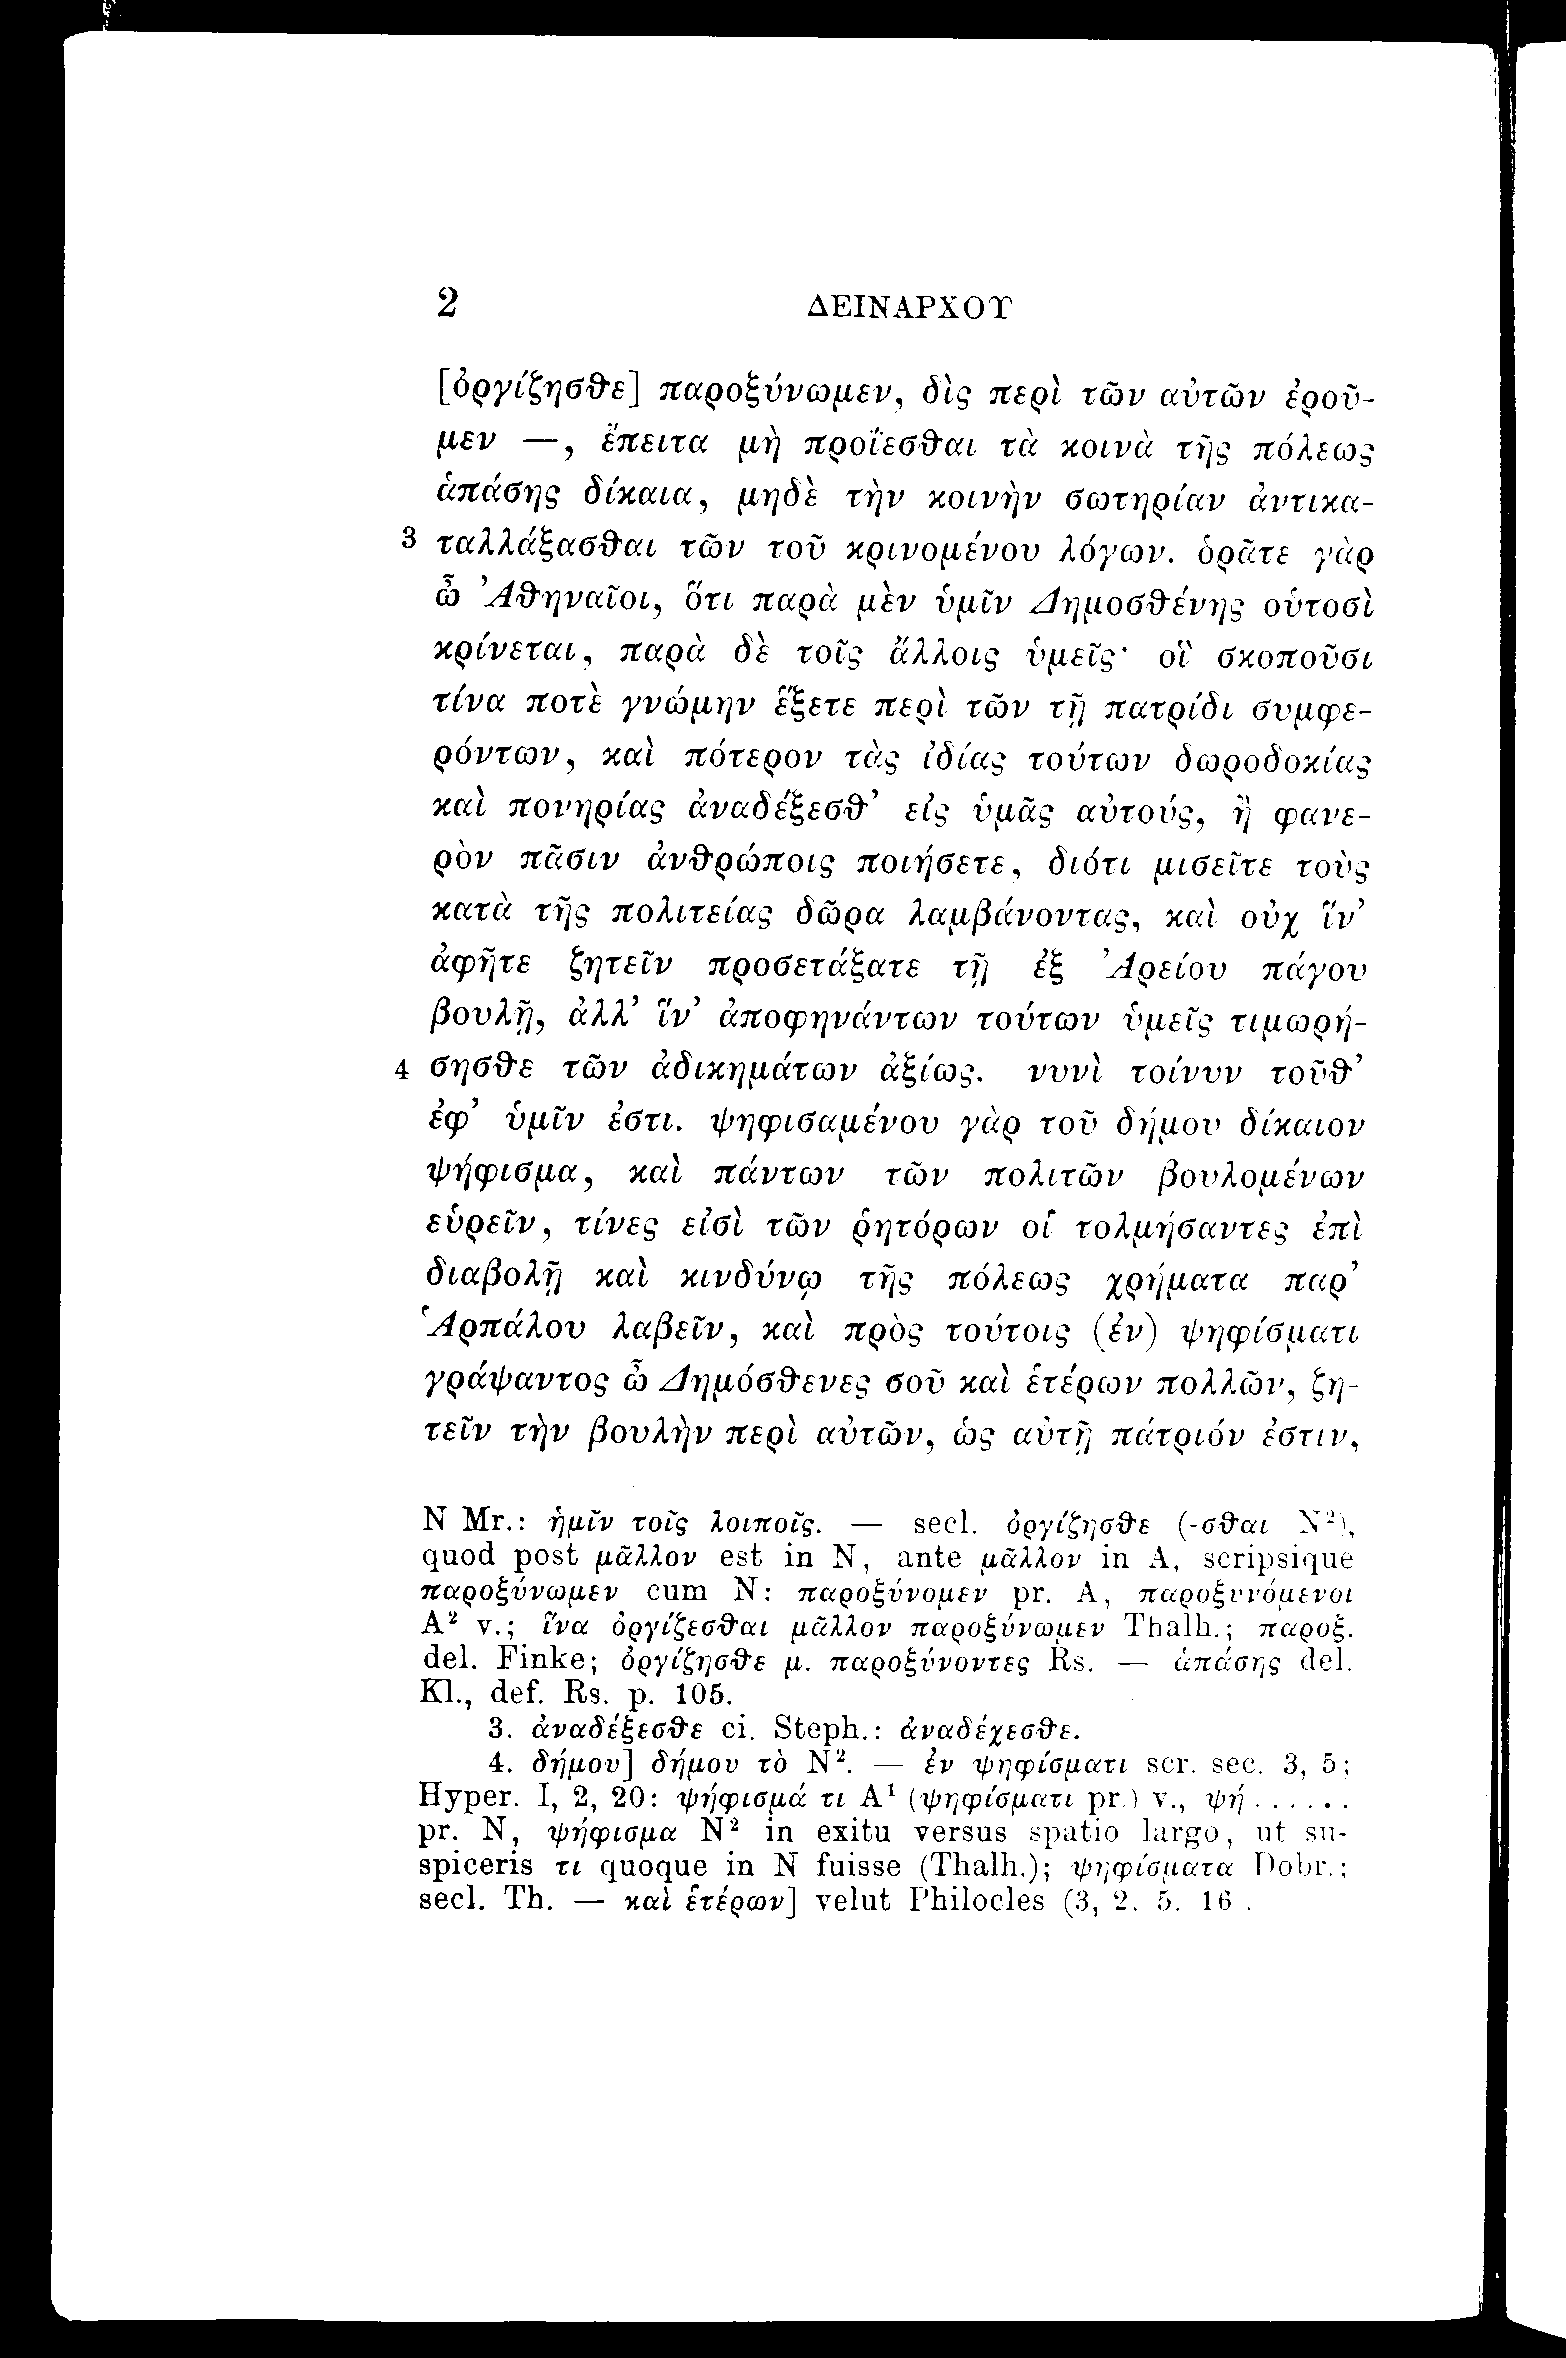 2 ΔΕΙΝΑΡΧΟΥ
[ὀργίζησθε] παροξύνωμεν, δὶς περὶ τῶν αὐτῶν ἐροῦ-
μεν —, ἔπειτα μὴ προΐεσθαι τὰ κοινὰ τῆς πόλεως
ἁπάσης δίκαια, μηδὲ τὴν κοινὴν σωτηρίαν ἀντικα-
3 ταλλάξασθαι τῶν τοῦ κρινομένου λόγων. ὁρᾶτε γὰρ
ὦ Ἀθηναῖοι, ὅτι παρὰ μὲν ὑμῖν Δημοσθένης οὑτοσὶ
κρίνεται, παρὰ δὲ τοῖς ἄλλοις ὑμεῖς· οἳ σκοποῦσι
τίνα ποτὲ γνώμην ἕξετε περὶ τῶν τῇ πατρίδι συμφε-
ρόντων, καὶ πότερον τὰς ἰδίας τούτων δωροδοκίας
καὶ πονηρίας ἀναδέξεσθ’ εἰς ὑμᾶς αὐτούς, ἢ φανε-
ρὸν πᾶσιν ἀνθρώποις ποιήσετε, διότι μισεῖτε τοὺς
κατὰ τῆς πολιτείας δῶρα λαμβάνοντας, καὶ οὐχ ἵν’
ἀφῆτε ζητεῖν προσετάξατε τῇ ἐξ Ἀρείου πάγου
βουλῇ, ἀλλ’ ἵν’ ἀποφηνάντων τούτων ὑμεῖς τιμωρή-
4 σησθε τῶν ἀδικημάτων ἀξίως. νυνὶ τοίνυν τοῦθ’
ἐφ’ ὑμῖν ἐστι. ψηφισαμένου γὰρ τοῦ δήμου δίκαιον
ψήφισμα, καὶ πάντων τῶν πολιτῶν βουλομένων
εὑρεῖν, τίνες εἰσὶ τῶν ῥητόρων οἱ τολμήσαντες ἐπὶ
διαβολῇ καὶ κινδύνῳ τῆς πόλεως χρήματα παρ’
Ἁρπάλου λαβεῖν, καὶ πρὸς τούτοις (ἐν) ψηφίσματι
γράψαντος ὦ Δημόσθενες σοῦ καὶ ἑτέρων πολλῶν, ζη-
τεῖν τὴν βουλὴν περὶ αὐτῶν, ὡς αὐτῇ πάτριόν ἐστιν,
N Mr.: ἡμῖν τοῖς λοιποῖς. — secl. ὀργίζησθε (-σθαι N²),
quod post μᾶλλον est in N, ante μᾶλλον in A, scripsique
παροξύνωμεν cum N: παροξύνομεν pr. A, παροξυνόμενοι
A² v.; ἵνα ὀργίζεσθαι μᾶλλον παροξύνωμεν Thalh.; παροξ.
del. Finke; ὀργίζησθε μ. παροξύνοντες Rs. — ἁπάσης del.
Kl., def. Rs. p. 105.
3. ἀναδέξεσθε ci. Steph.: ἀναδέχεσθε.
4. δήμου] δήμου τὸ N². — ἐν ψηφίσματι scr. sec. 3, 5;
Hyper. I, 2, 20: ψήφισμά τι A¹ (ψηφίσματι pr.) v., ψή......
pr. N, ψήφισμα N² in exitu versus spatio largo, ut su-
spiceris τι quoque in N fuisse (Thalh.); ψηφίσματα Dobr.;
secl. Th. — καὶ ἑτέρων] velut Philocles (3, 2. 5. 16 .